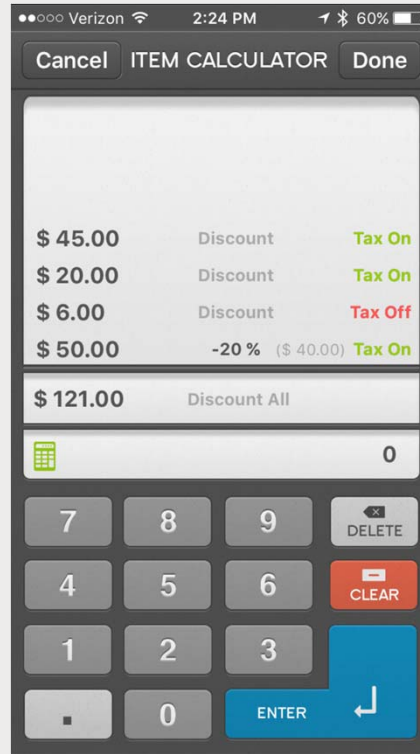 Verizon 2:24 PM 60%
Cancel ITEM CALCULATOR Done
$ 45.00 Discount Tax On
$ 20.00 Discount Tax On
$ 6.00 Discount Tax Off
$ 50.00 -20 % ($ 40.00) Tax On
$ 121.00 Discount All
0
7 8 9 DELETE
4 5 6 CLEAR
1 2 3
. 0 ENTER